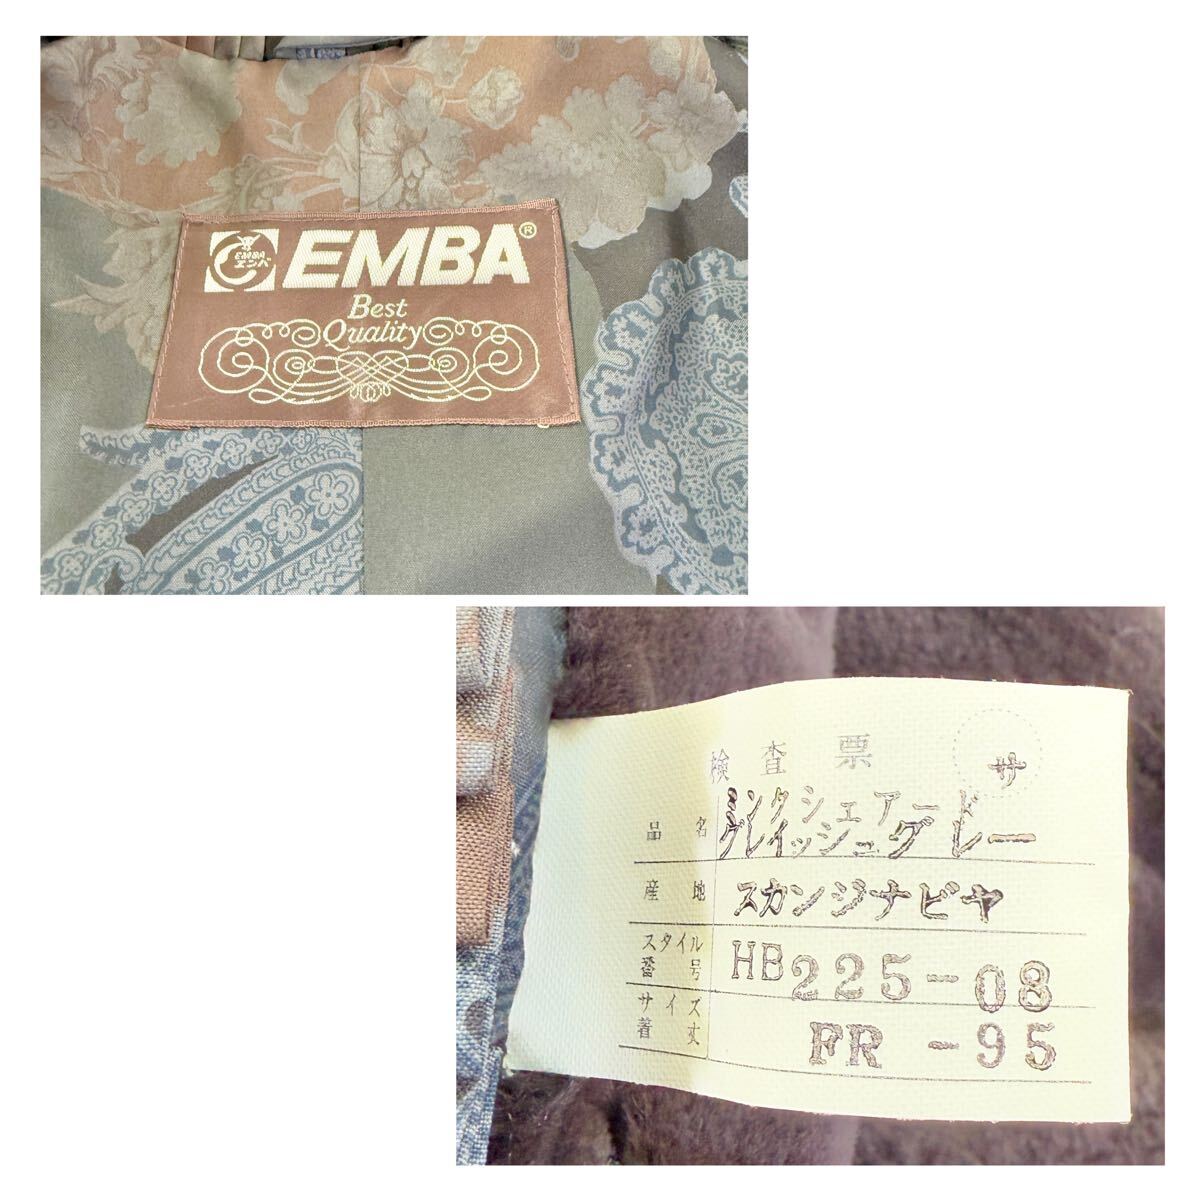 EMBA
エンバ
EMBA®
Best
Quality
検査票
サ
品名 ミンクシェアード
グレイッシュグレー
産地 スカンジナビヤ
スタイル
番号 HB225-08
サイズ
着丈 FR-95